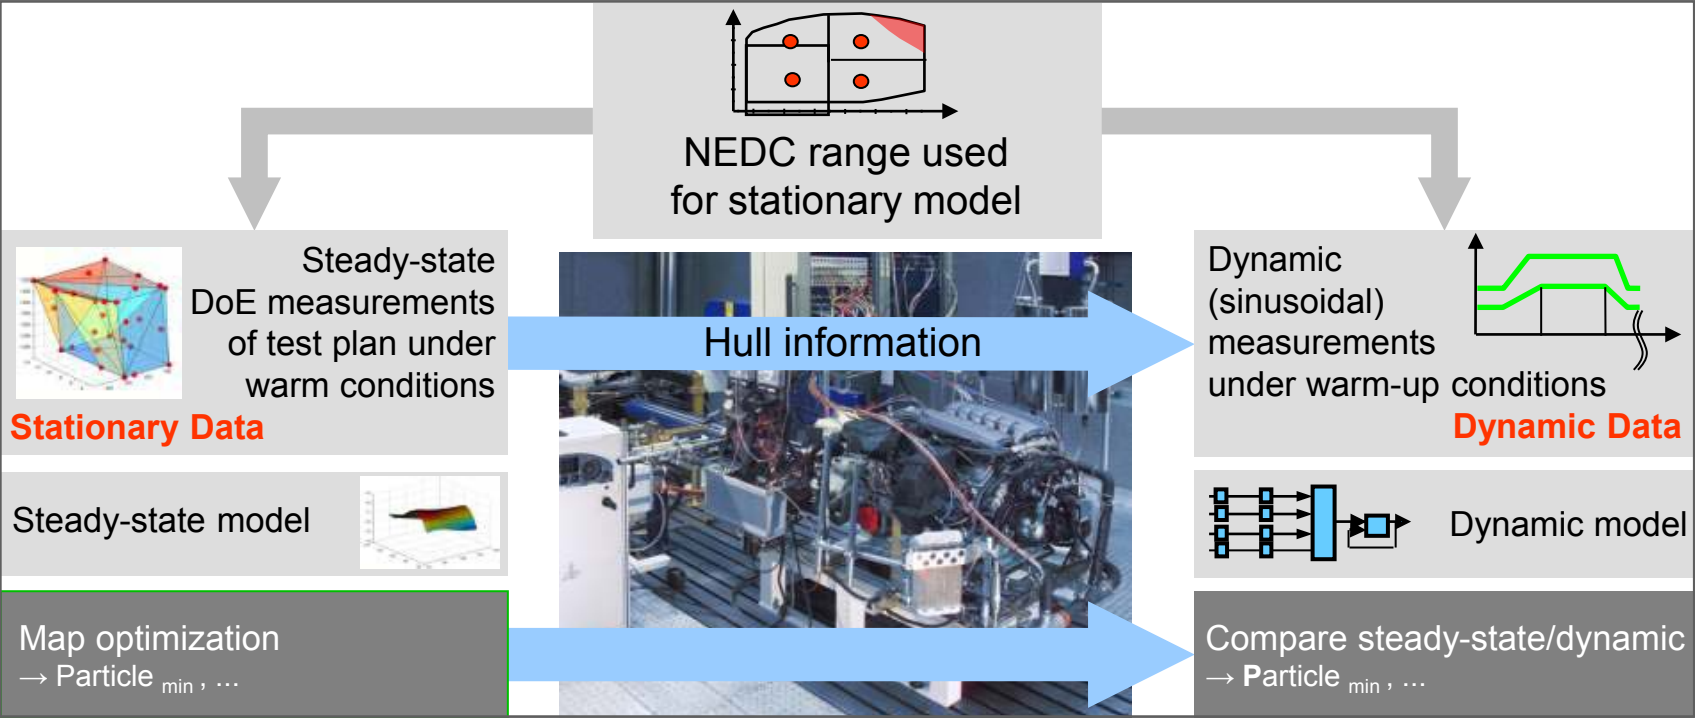 NEDC range used
for stationary model
Steady-state
DoE measurements
of test plan under
warm conditions
Stationary Data
Hull information
Dynamic
(sinusoidal)
measurements
under warm-up conditions
Dynamic Data
Steady-state model
Dynamic model
Map optimization
→ Particle min , ...
Compare steady-state/dynamic
→ Particle min , ...